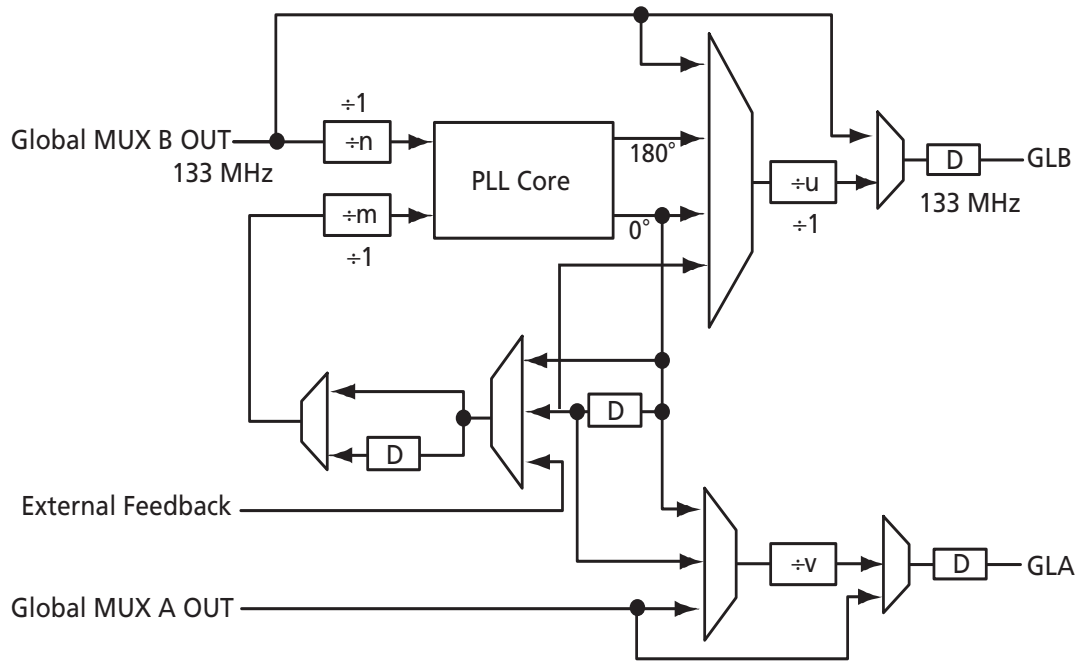 ÷1
Global MUX B OUT
÷n
133 MHz
PLL Core
180°
0°
÷m
÷1
÷u
÷1
D
GLB
133 MHz
D
D
External Feedback
÷v
D
GLA
Global MUX A OUT